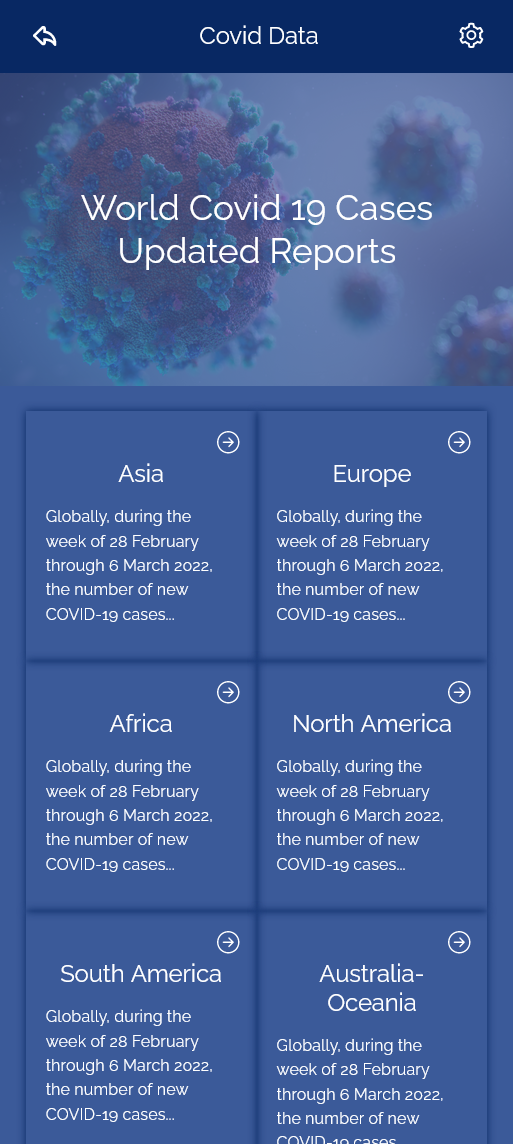 Covid Data
World Covid 19 Cases
Updated Reports
Asia
Globally, during the
week of 28 February
through 6 March 2022,
the number of new
COVID-19 cases...
Europe
Globally, during the
week of 28 February
through 6 March 2022,
the number of new
COVID-19 cases...
Africa
Globally, during the
week of 28 February
through 6 March 2022,
the number of new
COVID-19 cases...
North America
Globally, during the
week of 28 February
through 6 March 2022,
the number of new
COVID-19 cases...
South America
Globally, during the
week of 28 February
through 6 March 2022,
the number of new
COVID-19 cases...
Australia-
Oceania
Globally, during the
week of 28 February
through 6 March 2022,
the number of new
COVID-19 cases